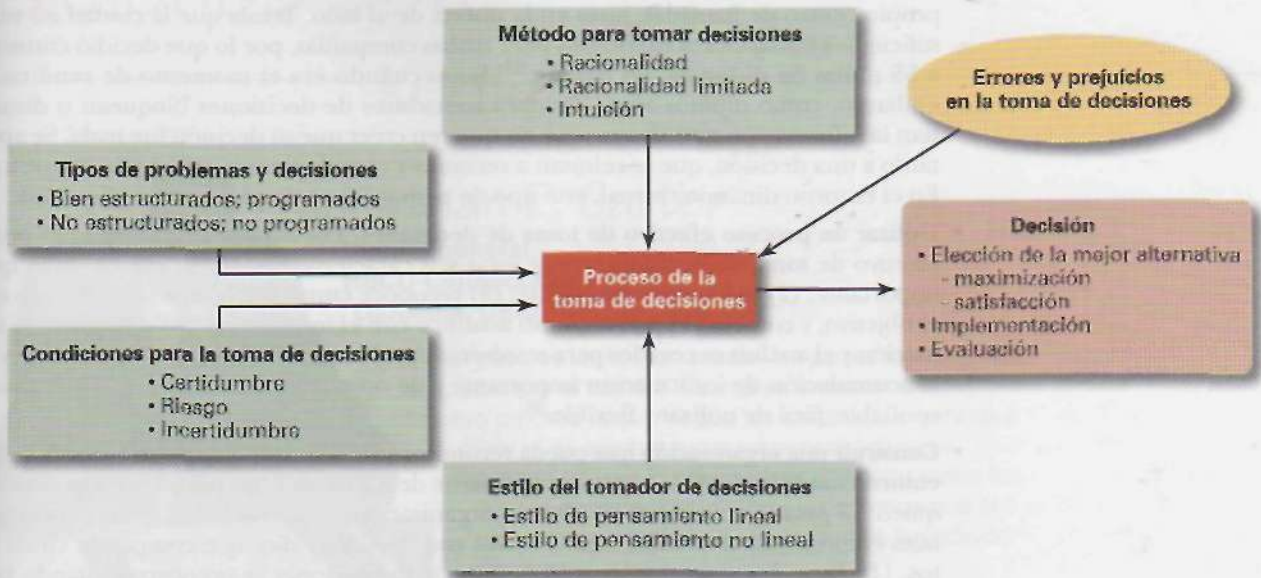 Método para tomar decisiones
• Racionalidad
• Racionalidad limitada
• Intuición
Errores y prejuicios
en la toma de decisiones
Tipos de problemas y decisiones
• Bien estructurados; programados
• No estructurados; no programados
Proceso de la
toma de decisiones
Decisión
• Elección de la mejor alternativa
- maximización
- satisfacción
• Implementación
• Evaluación
Condiciones para la toma de decisiones
• Certidumbre
• Riesgo
• Incertidumbre
Estilo del tomador de decisiones
• Estilo de pensamiento lineal
• Estilo de pensamiento no lineal